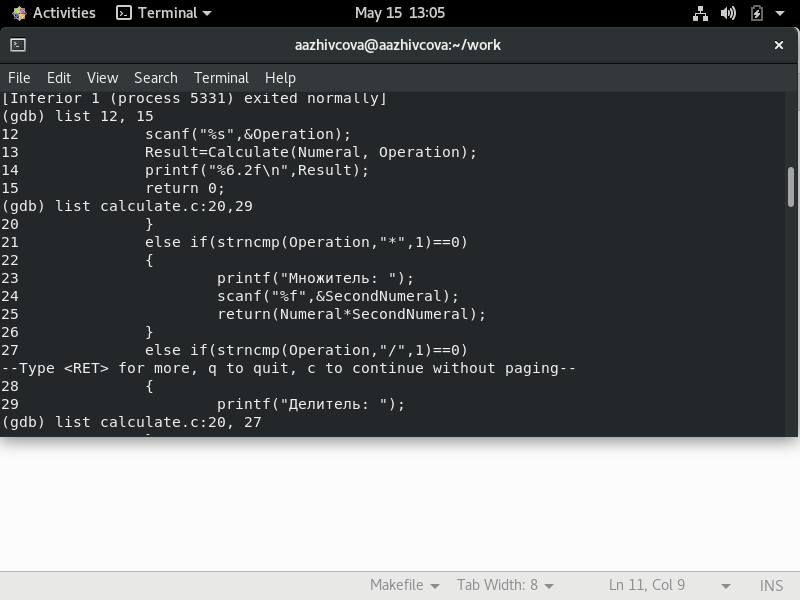 Activities Terminal May 15 13:05
aazhivcova@aazhivcova:~/work
File Edit View Search Terminal Help
[Inferior 1 (process 5331) exited normally]
(gdb) list 12, 15
12 scanf("%s",&Operation);
13 Result=Calculate(Numeral, Operation);
14 printf("%6.2f\n",Result);
15 return 0;
(gdb) list calculate.c:20,29
20 }
21 else if(strncmp(Operation,"*",1)==0)
22 {
23 printf("Множитель: ");
24 scanf("%f",&SecondNumeral);
25 return(Numeral*SecondNumeral);
26 }
27 else if(strncmp(Operation,"/",1)==0)
--Type <RET> for more, q to quit, c to continue without paging--
28 {
29 printf("Делитель: ");
(gdb) list calculate.c:20, 27
Makefile Tab Width: 8 Ln 11, Col 9 INS